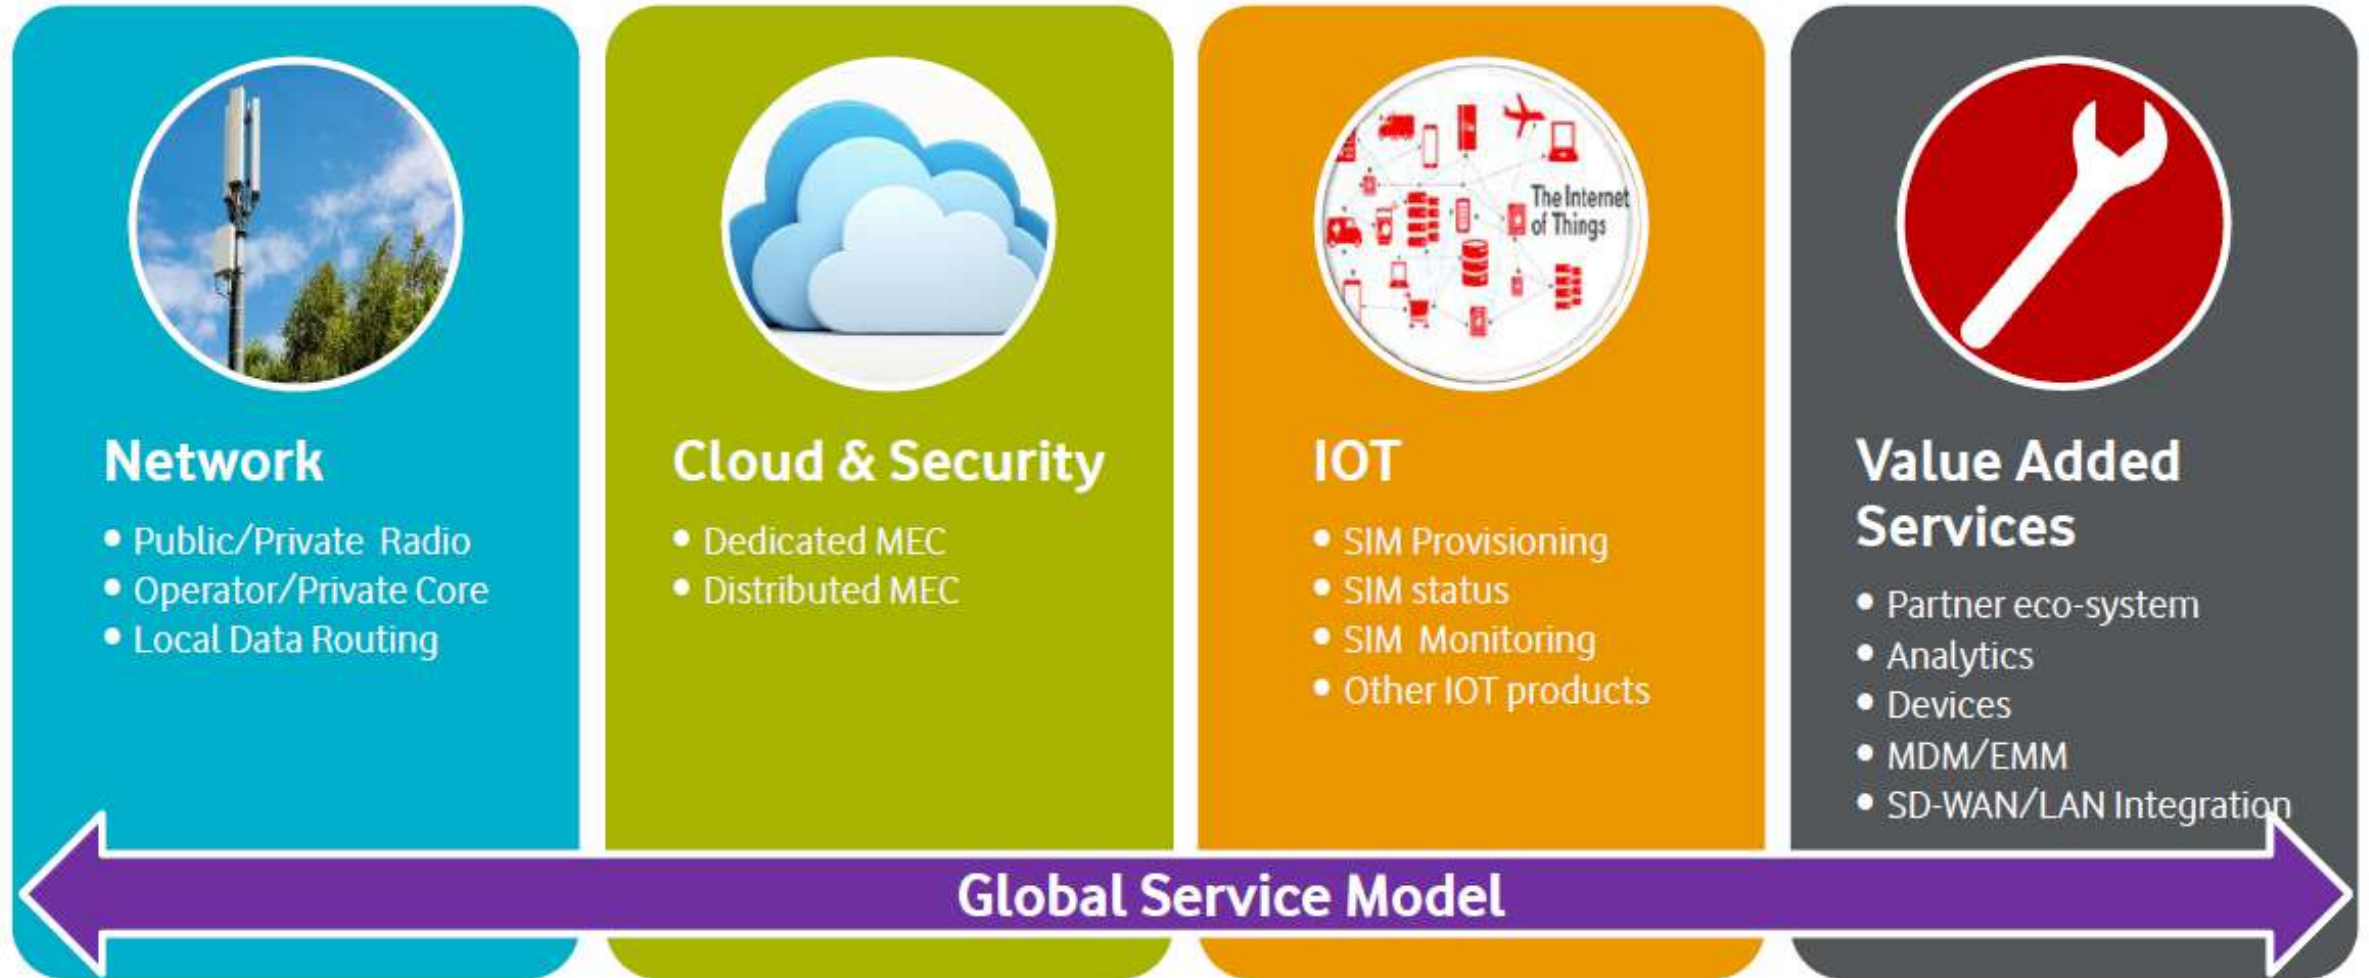 The Internet
of Things
Network
• Public/Private Radio
• Operator/Private Core
• Local Data Routing
Cloud & Security
• Dedicated MEC
• Distributed MEC
IOT
• SIM Provisioning
• SIM status
• SIM Monitoring
• Other IOT products
Value Added
Services
• Partner eco-system
• Analytics
• Devices
• MDM/EMM
• SD-WAN/LAN Integration
Global Service Model